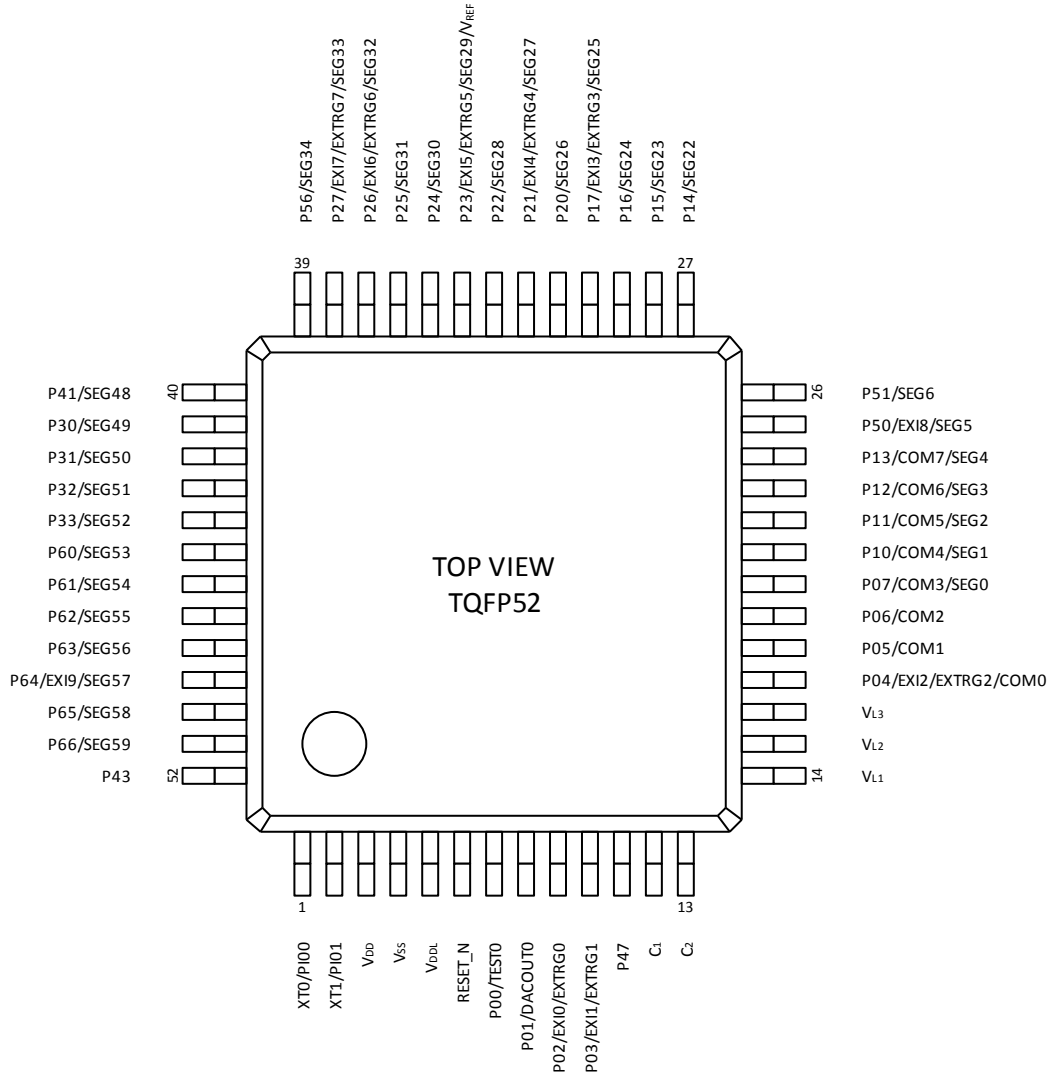 P56/SEG34
P27/EXI7/EXTRG7/SEG33
P26/EXI6/EXTRG6/SEG32
P25/SEG31
P24/SEG30
P23/EXI5/EXTRG5/SEG29/VREF
P22/SEG28
P21/EXI4/EXTRG4/SEG27
P20/SEG26
P17/EXI3/EXTRG3/SEG25
P16/SEG24
P15/SEG23
P14/SEG22
39
27
P41/SEG48
40
P30/SEG49
P31/SEG50
P32/SEG51
P33/SEG52
P60/SEG53
P61/SEG54
P62/SEG55
P63/SEG56
P64/EXI9/SEG57
P65/SEG58
P66/SEG59
P43
52
TOP VIEW
TQFP52
26
P51/SEG6
P50/EXI8/SEG5
P13/COM7/SEG4
P12/COM6/SEG3
P11/COM5/SEG2
P10/COM4/SEG1
P07/COM3/SEG0
P06/COM2
P05/COM1
P04/EXI2/EXTRG2/COM0
VL3
VL2
14
VL1
1
13
XT0/PI00
XT1/PI01
VDD
VSS
VDDL
RESET_N
P00/TEST0
P01/DACOUT0
P02/EXI0/EXTRG0
P03/EXI1/EXTRG1
P47
C1
C2